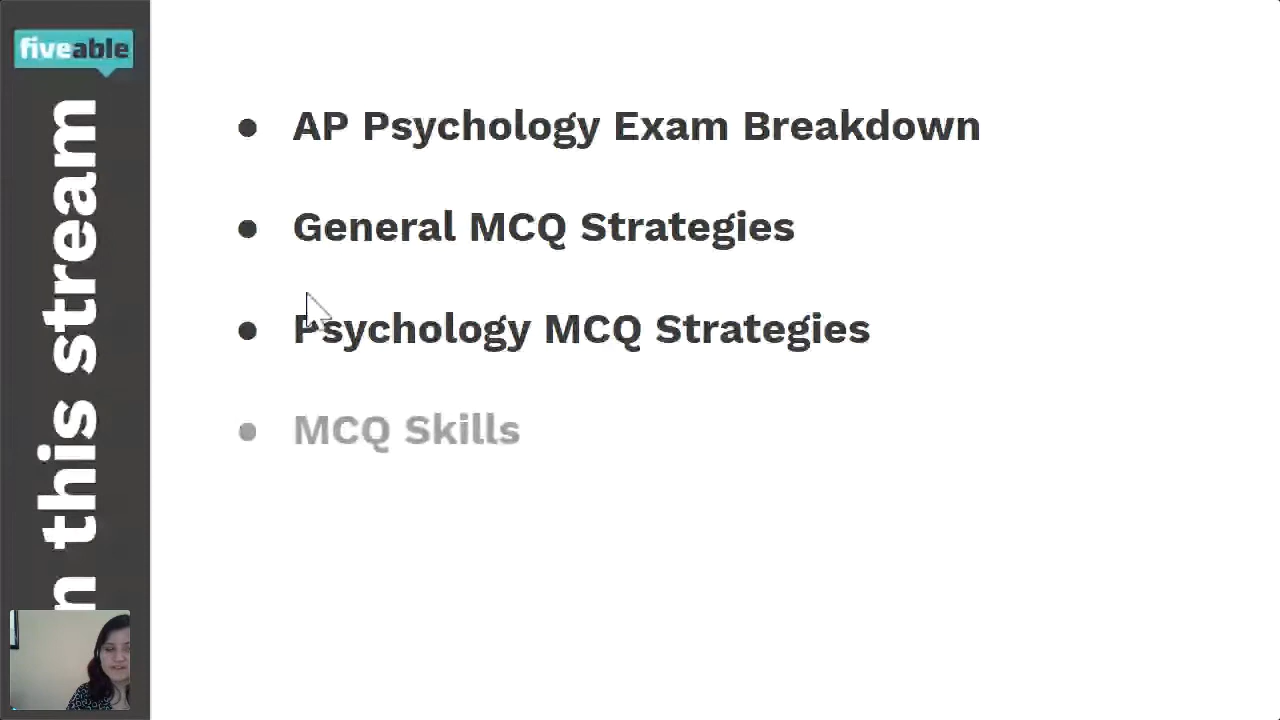 fiveable
n this stream
• AP Psychology Exam Breakdown
• General MCQ Strategies
• Psychology MCQ Strategies
• MCQ Skills